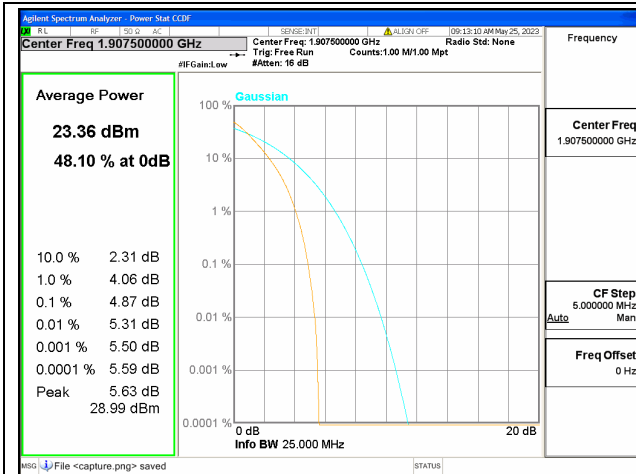 Agilent Spectrum Analyzer - Power Stat CCDF
RL RF 50 Ω AC SENSE:INT ALIGN OFF 09:13:10 AM May 25, 2023
Center Freq 1.907500000 GHz
Center Freq: 1.907500000 GHz Radio Std: None
Trig: Free Run Counts:1.00 M/1.00 Mpt
#IFGain:Low #Atten: 16 dB
Frequency
Average Power
23.36 dBm
48.10 % at 0dB
10.0 % 2.31 dB
1.0 % 4.06 dB
0.1 % 4.87 dB
0.01 % 5.31 dB
0.001 % 5.50 dB
0.0001 % 5.59 dB
Peak 5.63 dB
28.99 dBm
Gaussian
100 %
10 %
1 %
0.1 %
0.01 %
0.001 %
0.0001 %
0 dB 20 dB
Info BW 25.000 MHz
Center Freq
1.907500000 GHz
CF Step
5.000000 MHz
Auto Man
Freq Offset
0 Hz
MSG File <capture.png> saved STATUS